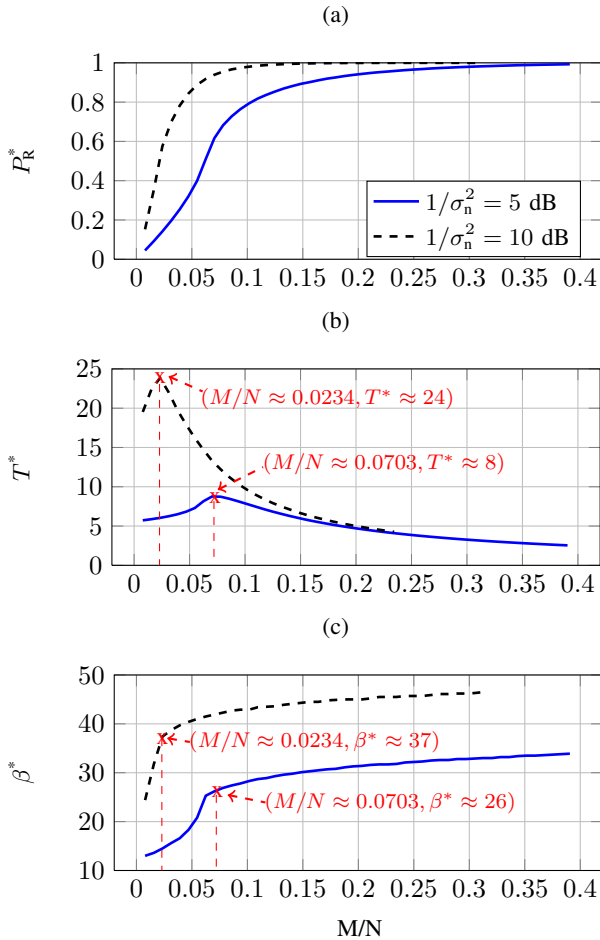 (a)
1
0.8
0.6
0.4
0.2
0
P*_R
1/σ²_n = 5 dB
1/σ²_n = 10 dB
0 0.05 0.1 0.15 0.2 0.25 0.3 0.35 0.4
(b)
25
20
15
10
5
0
T*
x
(M/N ≈ 0.0234, T* ≈ 24)
(M/N ≈ 0.0703, T* ≈ 8)
x
0 0.05 0.1 0.15 0.2 0.25 0.3 0.35 0.4
(c)
50
40
30
20
10
β*
x
(M/N ≈ 0.0234, β* ≈ 37)
x
(M/N ≈ 0.0703, β* ≈ 26)
0 0.05 0.1 0.15 0.2 0.25 0.3 0.35 0.4
M/N